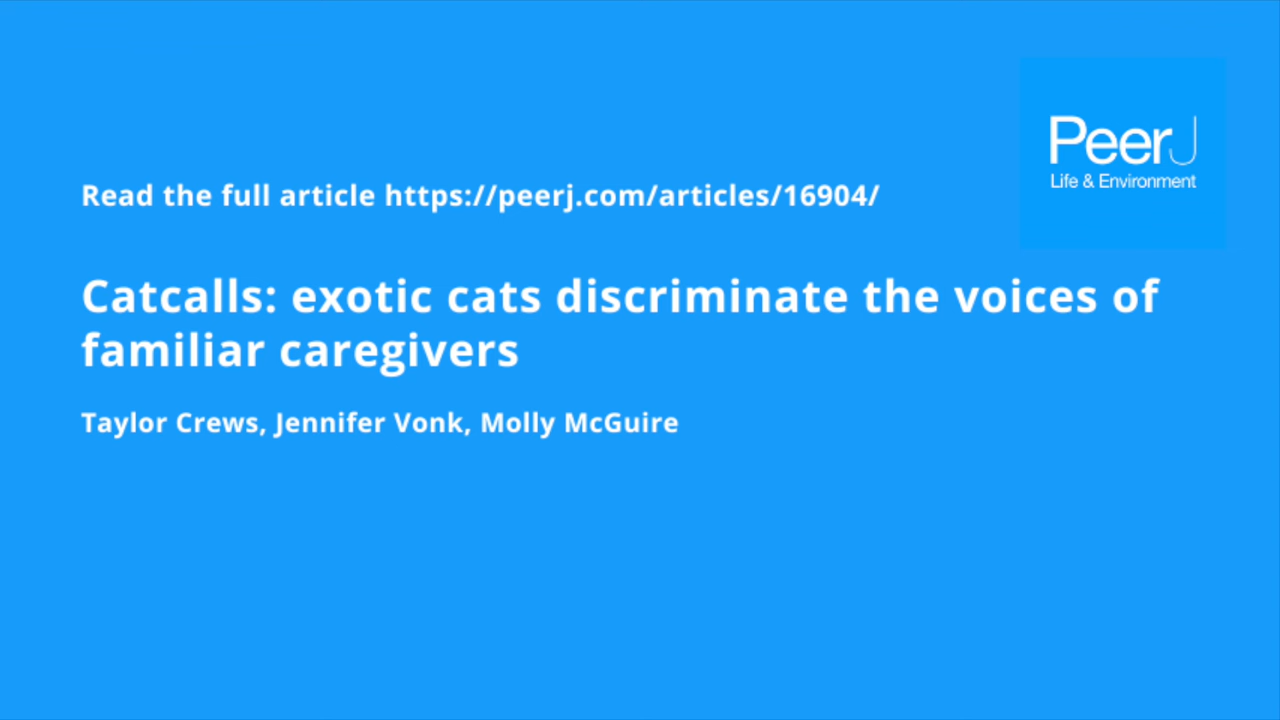 PeerJ
Life & Environment
Read the full article https://peerj.com/articles/16904/
Catcalls: exotic cats discriminate the voices of
familiar caregivers
Taylor Crews, Jennifer Vonk, Molly McGuire